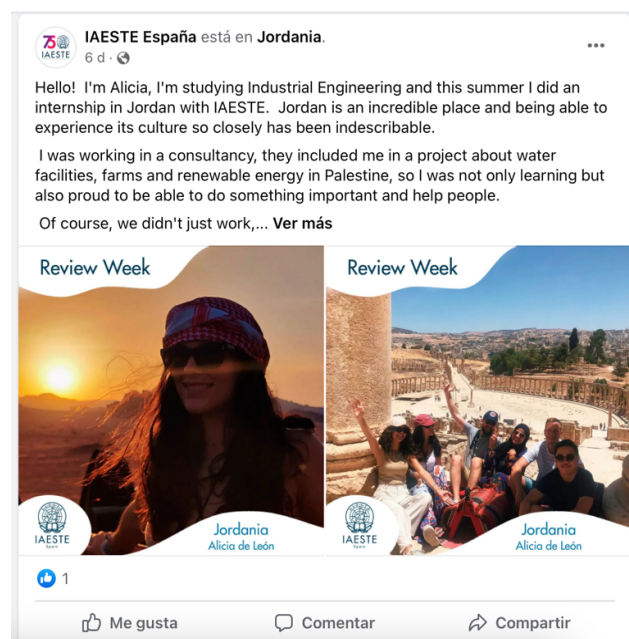 75
IAESTE
IAESTE España está en Jordania.
6 d ·
Hello! I'm Alicia, I'm studying Industrial Engineering and this summer I did an
internship in Jordan with IAESTE. Jordan is an incredible place and being able to
experience its culture so closely has been indescribable.
I was working in a consultancy, they included me in a project about water
facilities, farms and renewable energy in Palestine, so I was not only learning but
also proud to be able to do something important and help people.
Of course, we didn't just work,... Ver más
Review Week
IAESTE
Spain
Jordania
Alicia de León
Review Week
IAESTE
Spain
Jordania
Alicia de León
1
Me gusta
Comentar
Compartir